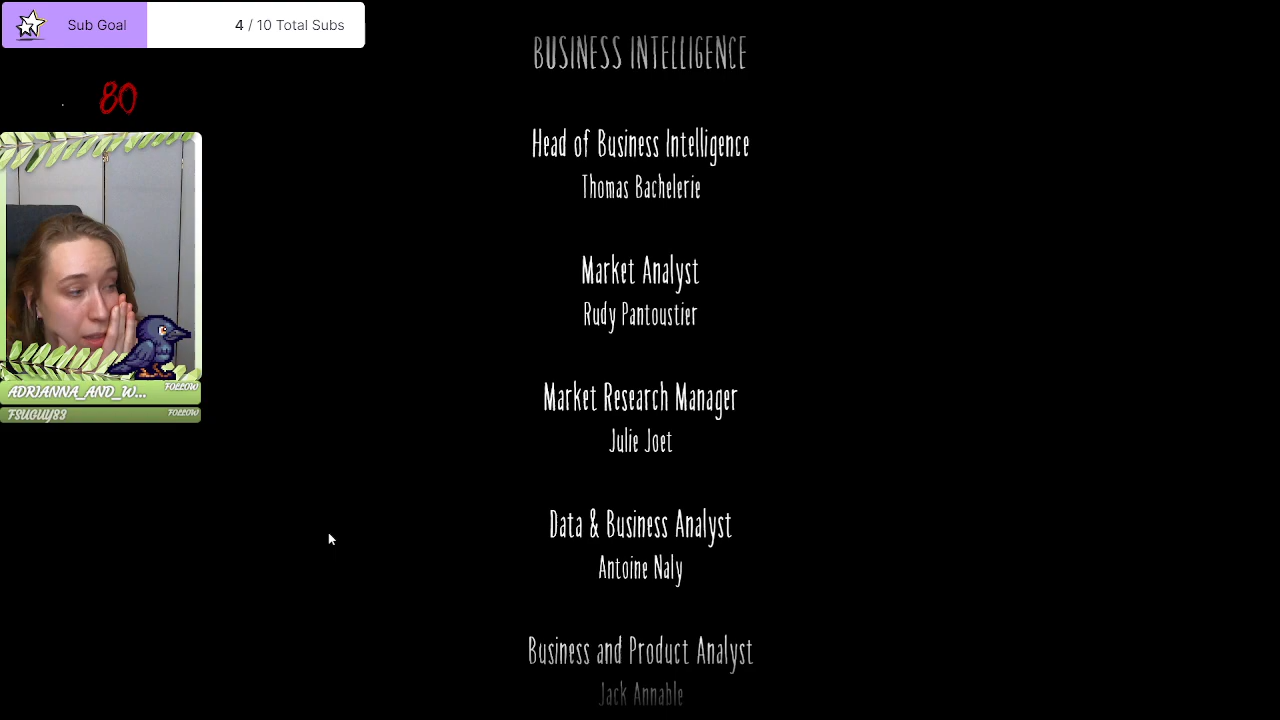 Sub Goal
4 / 10 Total Subs
80
ADRIANNA_AND_W...
FOLLOW
FSUGUY83
FOLLOW
BUSINESS INTELLIGENCE
Head of Business Intelligence
Thomas Bachelerie
Market Analyst
Rudy Pantoustier
Market Research Manager
Julie Joet
Data & Business Analyst
Antoine Naly
Business and Product Analyst
Jack Annable